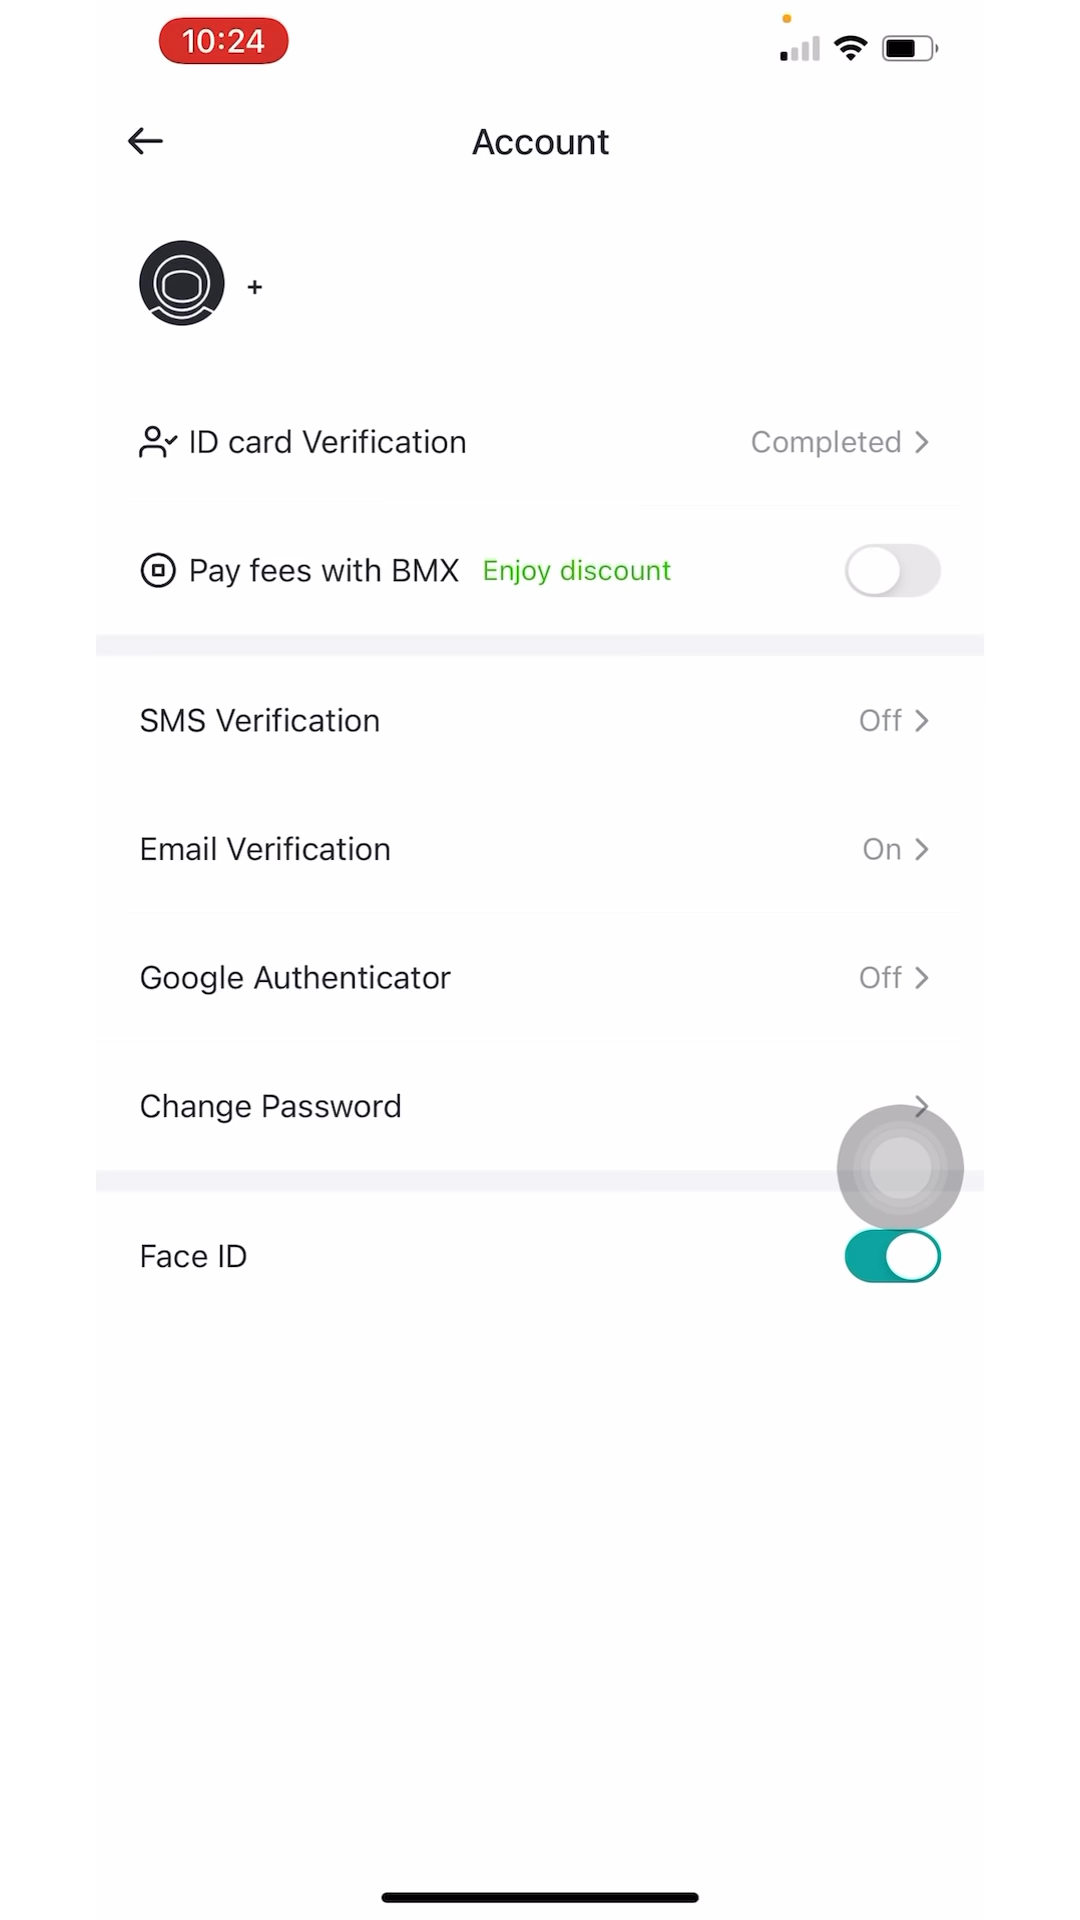 10:24
Account
+
ID card Verification Completed
Pay fees with BMX Enjoy discount
SMS Verification Off
Email Verification On
Google Authenticator Off
Change Password
Face ID